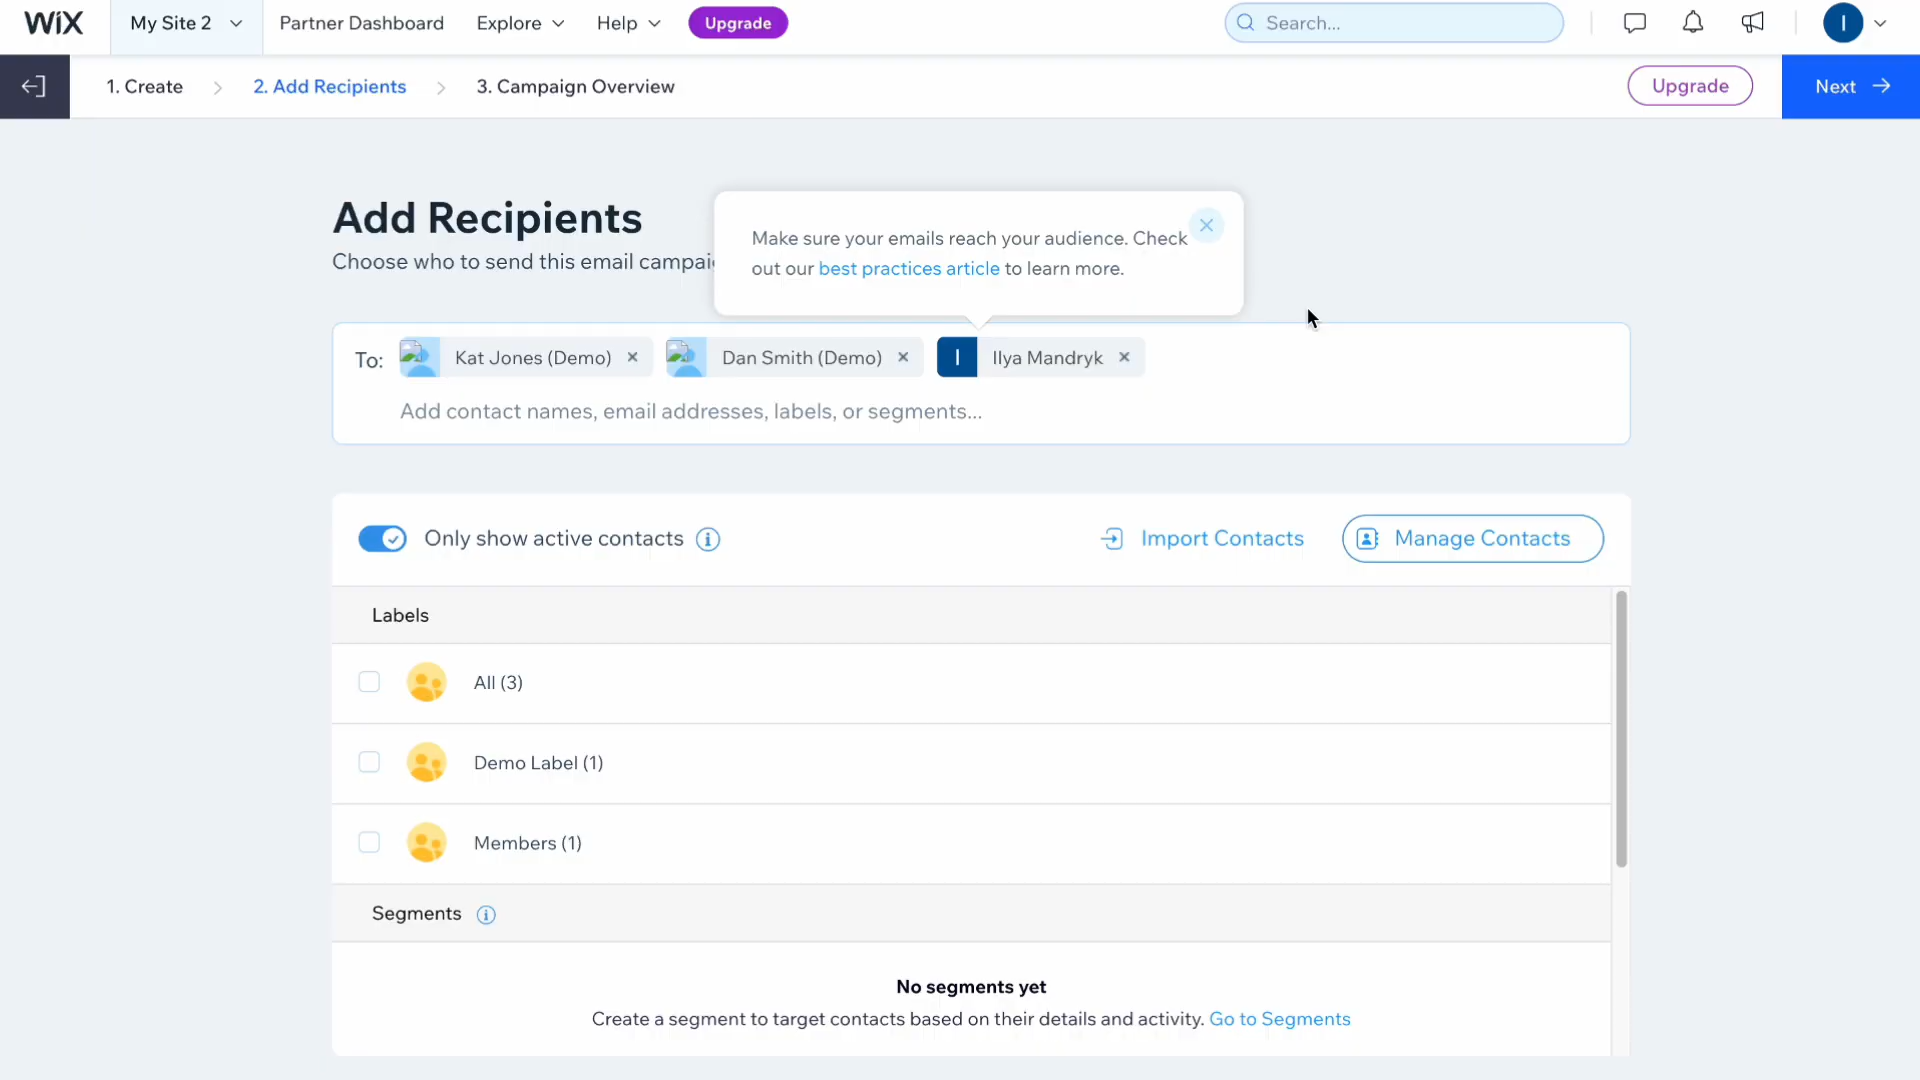 WiX
My Site 2
Partner Dashboard
Explore
Help
Upgrade
Search...
I
1. Create
2. Add Recipients
3. Campaign Overview
Upgrade
Next
Add Recipients
Choose who to send this email campai
Make sure your emails reach your audience. Check
out our best practices article to learn more.
To:
Kat Jones (Demo)
Dan Smith (Demo)
I
Ilya Mandryk
Add contact names, email addresses, labels, or segments...
Only show active contacts
Import Contacts
Manage Contacts
Labels
All (3)
Demo Label (1)
Members (1)
Segments
No segments yet
Create a segment to target contacts based on their details and activity. Go to Segments